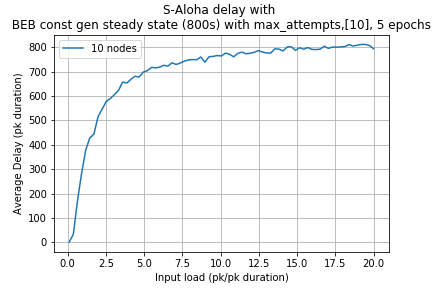 S-Aloha delay with
BEB const gen steady state (800s) with max_attempts,[10], 5 epochs
10 nodes
800
700
600
500
400
300
200
100
0
Average Delay (pk duration)
0.0 2.5 5.0 7.5 10.0 12.5 15.0 17.5 20.0
Input load (pk/pk duration)